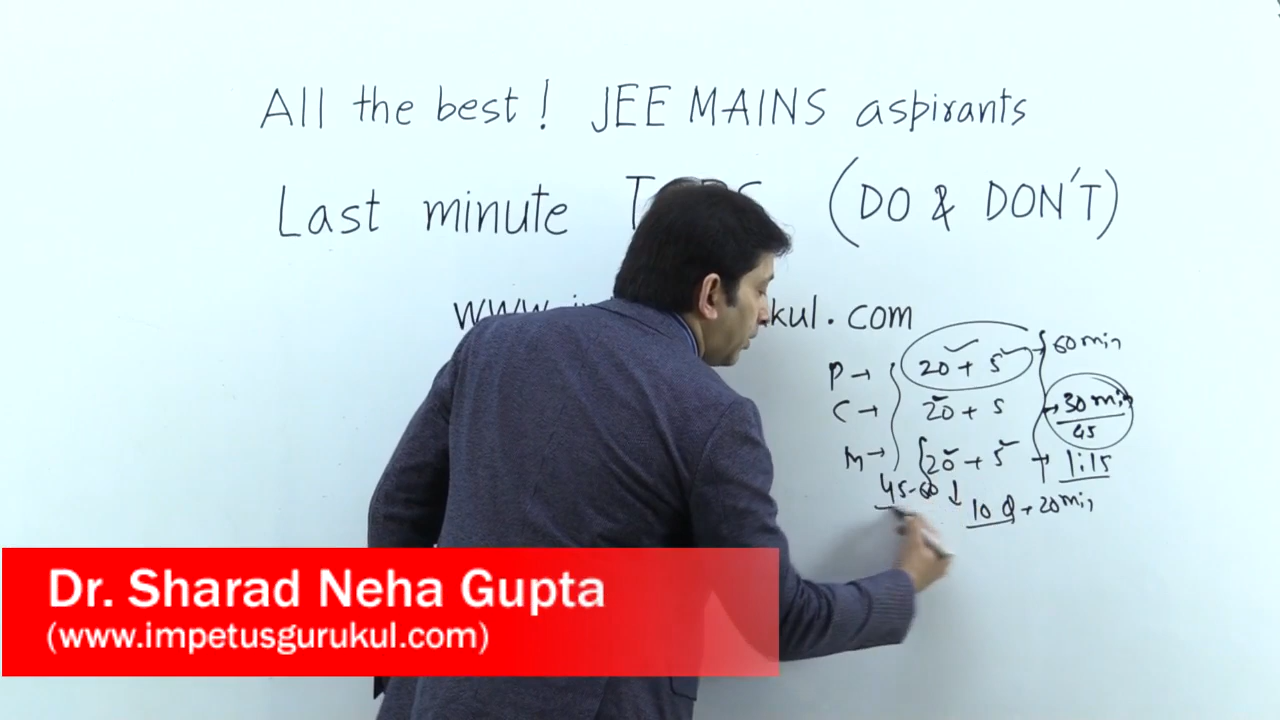 All the best! JEE MAINS aspirants
Last minute (DO & DON'T)
www. kul.com
P → 20 + 5 → 60 min
C → 20 + 5 → 30 min
45
M → 20 + 5 → 1:15
45-60 ↓ 10 Q → 20 min
Dr. Sharad Neha Gupta
(www.impetusgurukul.com)